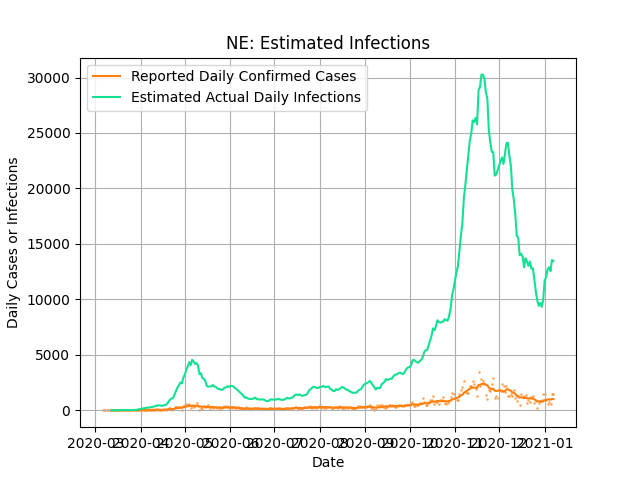 NE: Estimated Infections
Reported Daily Confirmed Cases
Estimated Actual Daily Infections
30000
25000
20000
15000
10000
5000
0
Daily Cases or Infections
2020-03 2020-04 2020-05 2020-06 2020-07 2020-08 2020-09 2020-10 2020-11 2020-12 2021-01
Date